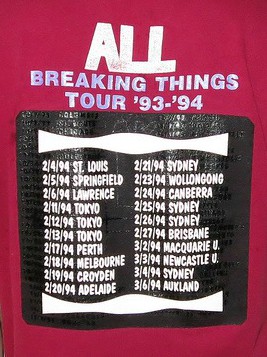 ALL
BREAKING THINGS
TOUR '93-'94
2/4/94 ST. LOUIS
2/5/94 SPRINGFIELD
2/6/94 LAWRENCE
2/11/94 TOKYO
2/12/94 TOKYO
2/13/94 TOKYO
2/17/94 PERTH
2/18/94 MELBOURNE
2/19/94 CROYDEN
2/20/94 ADELAIDE
2/21/94 SYDNEY
2/23/94 WOLLONGONG
2/24/94 CANBERRA
2/25/94 SYDNEY
2/26/94 SYDNEY
2/27/94 BRISBANE
3/2/94 MACQUARIE U.
3/3/94 NEWCASTLE U.
3/4/94 SYDNEY
3/6/94 AUKLAND